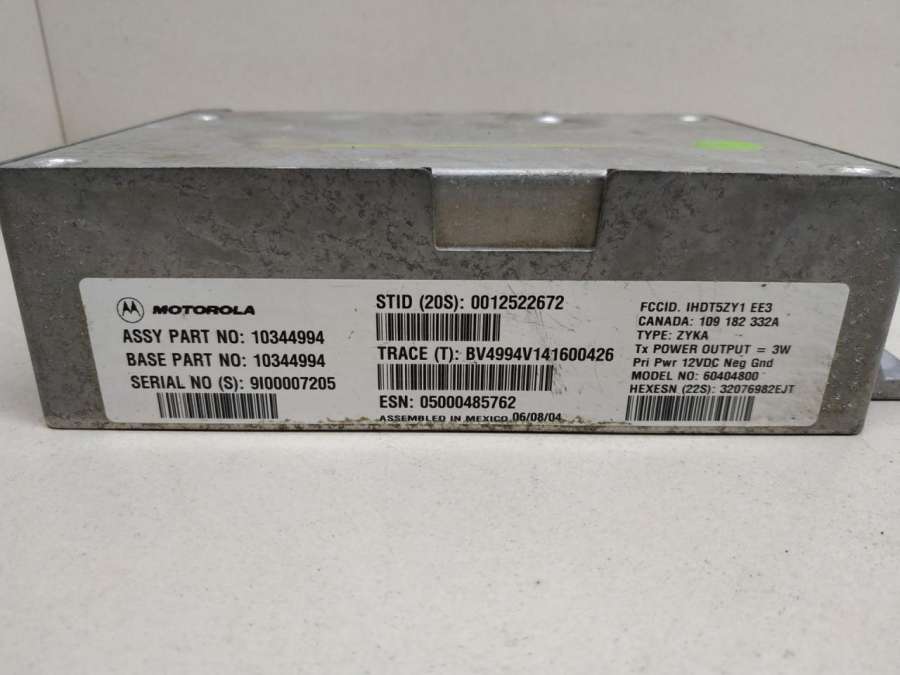 MOTOROLA
ASSY PART NO: 10344994
BASE PART NO: 10344994
SERIAL NO (S): 9I00007205
STID (20S): 0012522672
TRACE (T): BV4994V141600426
ESN: 05000485762
ASSEMBLED IN MEXICO 06/08/04
FCCID. IHDT5ZY1 EE3
CANADA: 109 182 332A
TYPE: ZYKA
Tx POWER OUTPUT = 3W
Pri Pwr 12VDC Neg Gnd
MODEL NO: 60404800
HEXESN (22S): 32076982EJT